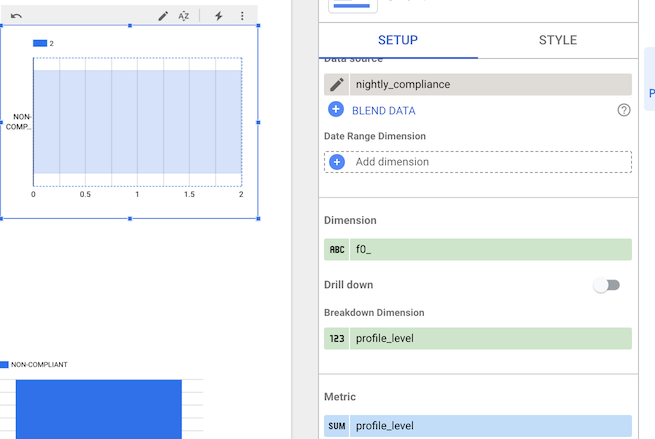 2
NON-
COMP...
0 0.5 1 1.5 2
NON-COMPLIANT
SETUP STYLE
Data source
nightly_compliance
BLEND DATA
Date Range Dimension
Add dimension
Dimension
ABC f0_
Drill down
Breakdown Dimension
123 profile_level
Metric
SUM profile_level
P